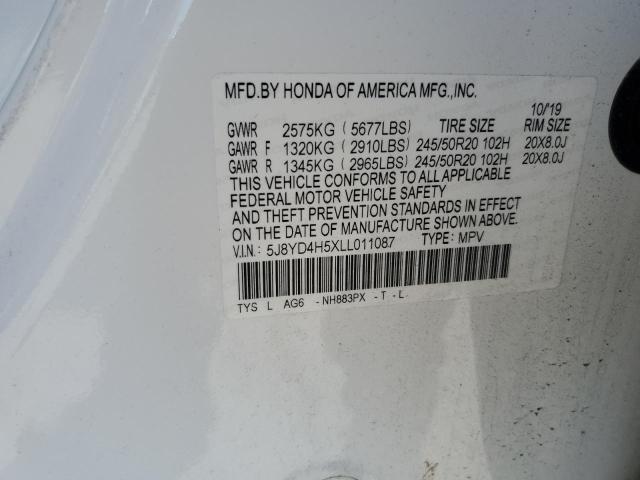 MFD.BY HONDA OF AMERICA MFG.,INC.
10/'19
GVWR 2575KG ( 5677LBS) TIRE SIZE RIM SIZE
GAWR F 1320KG ( 2910LBS) 245/50R20 102H 20X8.0J
GAWR R 1345KG ( 2965LBS) 245/50R20 102H 20X8.0J
THIS VEHICLE CONFORMS TO ALL APPLICABLE
FEDERAL MOTOR VEHICLE SAFETY
AND THEFT PREVENTION STANDARDS IN EFFECT
ON THE DATE OF MANUFACTURE SHOWN ABOVE.
V.I.N.: 5J8YD4H5XLL011087 TYPE: MPV
TYS L AG6 -NH883PX -T -L